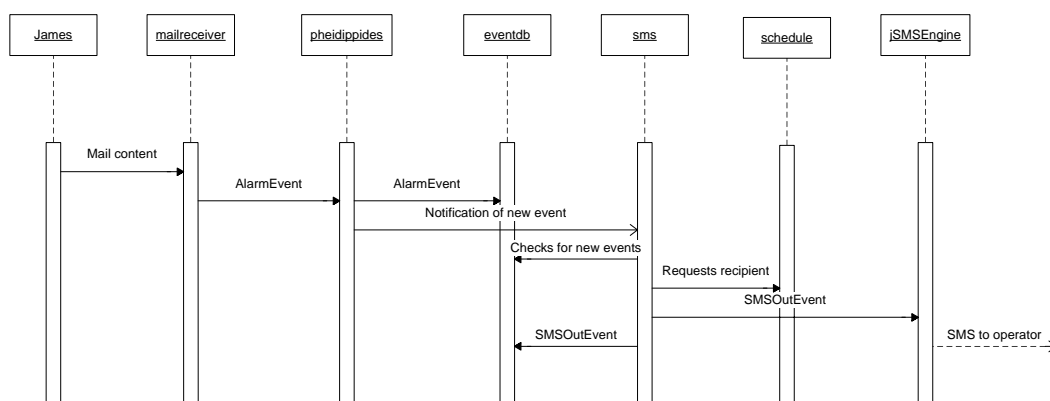 James
mailreceiver
pheidippides
eventdb
sms
schedule
jSMSEngine
Mail content
AlarmEvent
AlarmEvent
Notification of new event
Checks for new events
Requests recipient
SMSOutEvent
SMSOutEvent
SMS to operator